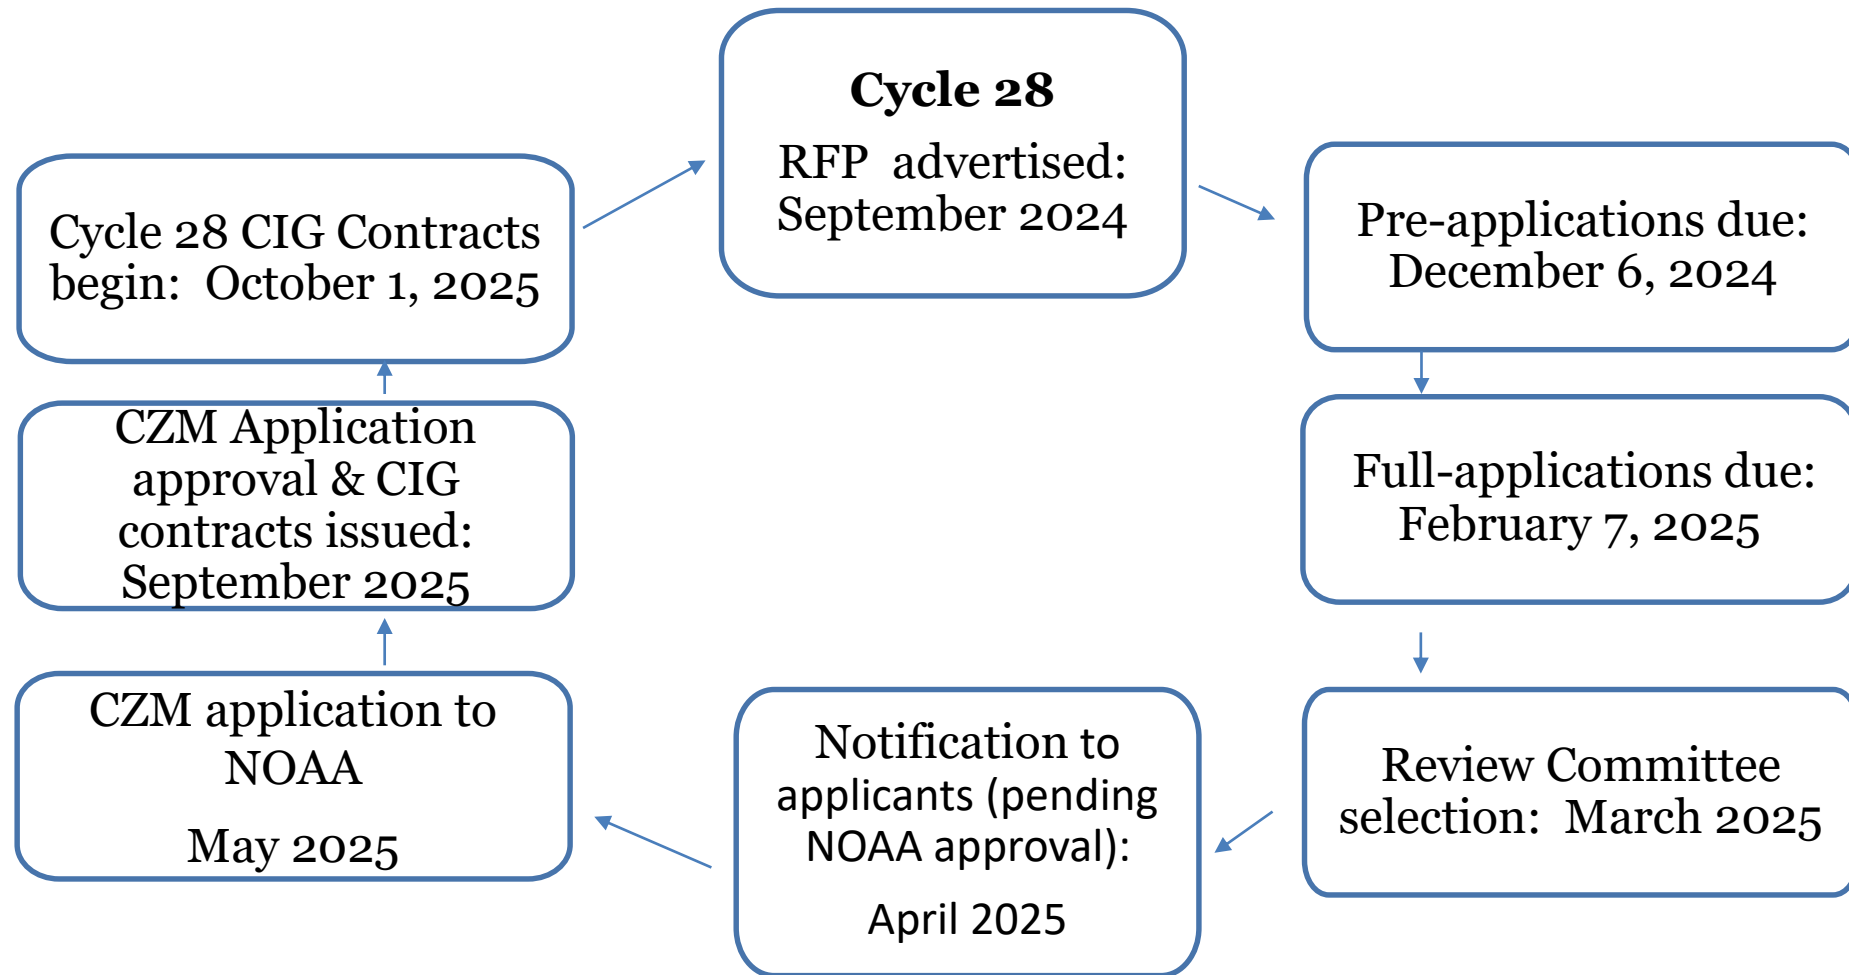 Cycle 28
RFP  advertised:
September 2024
Pre-applications due:
December 6, 2024
Full-applications due:
February 7, 2025
Review Committee
selection:  March 2025
Notification to
applicants (pending
NOAA approval):
April 2025
CZM application to
NOAA
May 2025
CZM Application
approval & CIG
contracts issued:
September 2025
Cycle 28 CIG Contracts
begin:  October 1, 2025